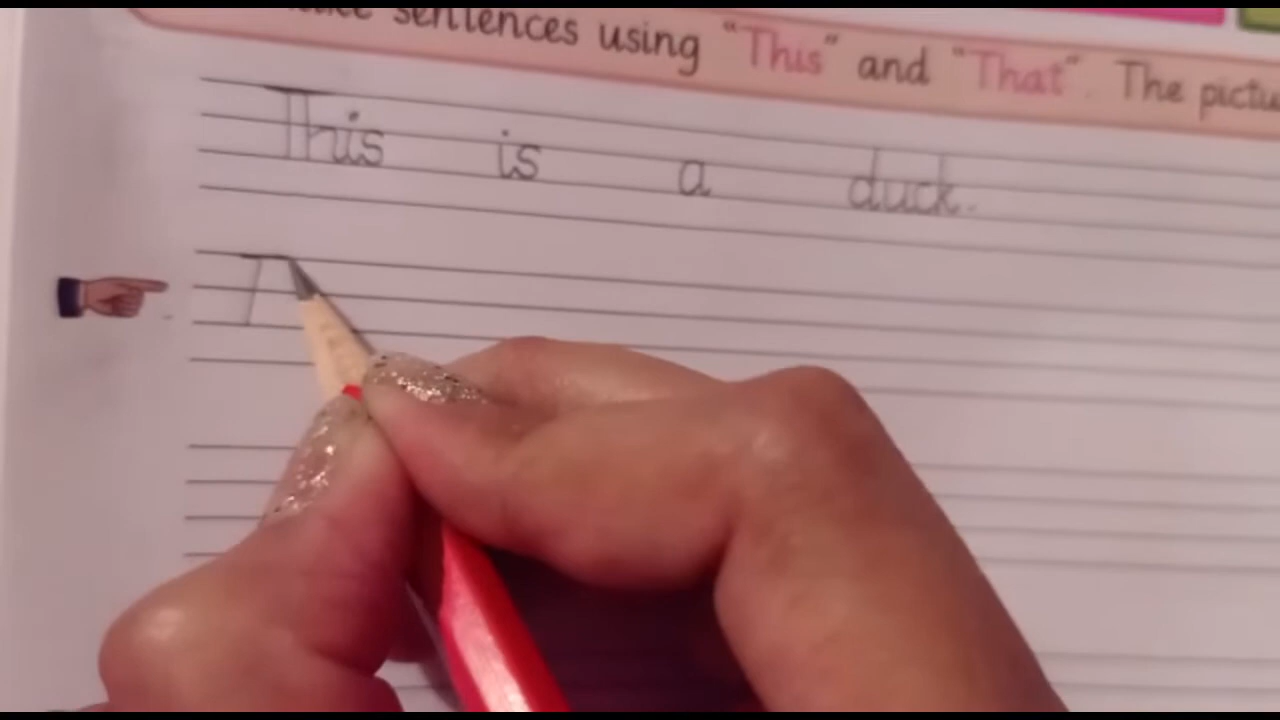 sentences using "This" and "That". The pictu
This is a duck.
T